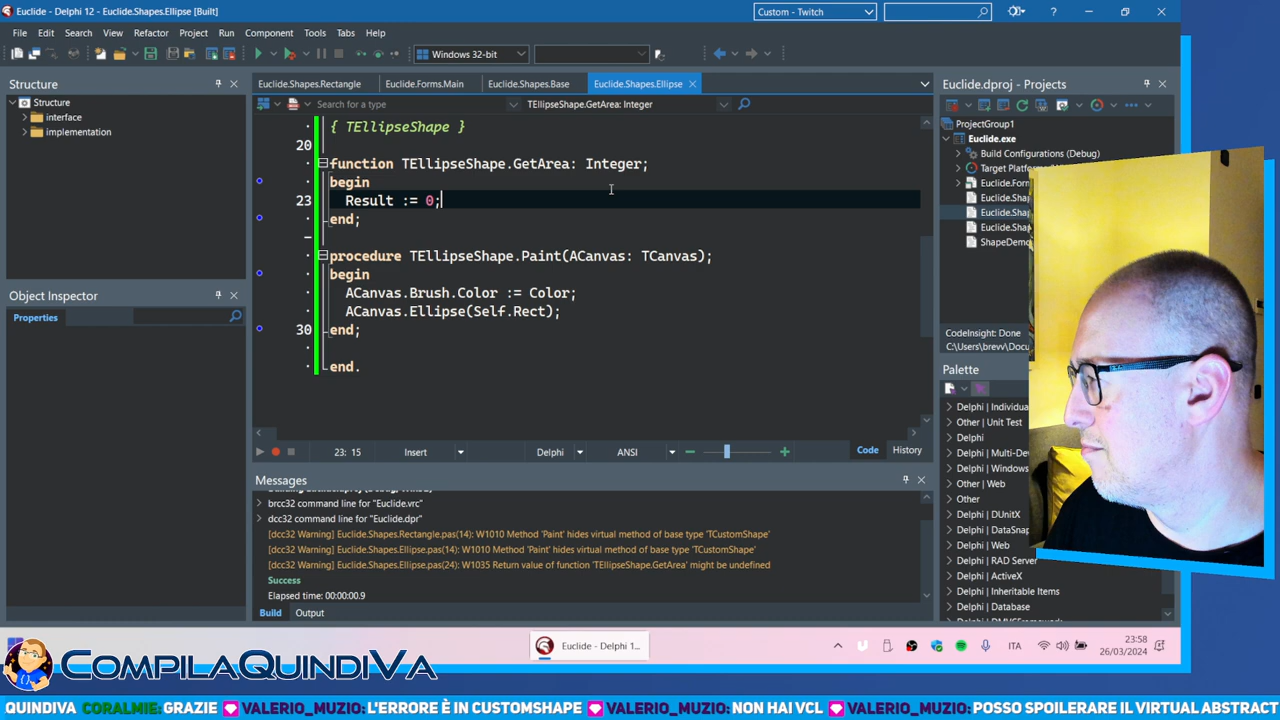 Euclide - Delphi 12 - Euclide.Shapes.Ellipse [Built]
Custom - Twitch
?
File Edit Search View Refactor Project Run Component Tools Tabs Help
Windows 32-bit
Structure
Structure
interface
implementation
Object Inspector
Properties
Euclide.Shapes.Rectangle Euclide.Forms.Main Euclide.Shapes.Base Euclide.Shapes.Ellipse
Search for a type
TEllipseShape.GetArea: Integer
{ TEllipseShape }
20
function TEllipseShape.GetArea: Integer;
begin
23 Result := 0;
end;
procedure TEllipseShape.Paint(ACanvas: TCanvas);
begin
ACanvas.Brush.Color := Color;
ACanvas.Ellipse(Self.Rect);
30 end;
end.
23: 15 Insert Delphi ANSI Code History
Messages
brcc32 command line for "Euclide.vrc"
dcc32 command line for "Euclide.dpr"
[dcc32 Warning] Euclide.Shapes.Rectangle.pas(14): W1010 Method 'Paint' hides virtual method of base type 'TCustomShape'
[dcc32 Warning] Euclide.Shapes.Ellipse.pas(14): W1010 Method 'Paint' hides virtual method of base type 'TCustomShape'
[dcc32 Warning] Euclide.Shapes.Ellipse.pas(24): W1035 Return value of function 'TEllipseShape.GetArea' might be undefined
Success
Elapsed time: 00:00:00.9
Build Output
Euclide.dproj - Projects
ProjectGroup1
Euclide.exe
Build Configurations (Debug)
Target Platfor
Euclide.For
Euclide.Sha
Euclide.Sha
Euclide.Sha
ShapeDemo
CodeInsight: Done
C:\Users\brevv\Docu
Palette
Delphi | Individua
Other | Unit Test
Delphi
Delphi | Multi-Dev
Delphi | Windows
Other | Web
Other
Delphi | DUnitX
Delphi | DataSnap
Delphi | Web
Delphi | RAD Server
Delphi | ActiveX
Delphi | Inheritable Items
Delphi | Database
Euclide - Delphi 1...
ITA
23:58
26/03/2024
COMPILAQUINDIVA
QUINDIVA CORALMIE: GRAZIE VALERIO_MUZIO: L'ERRORE È IN CUSTOMSHAPE VALERIO_MUZIO: NON HAI VCL VALERIO_MUZIO: POSSO SPOILERARE IL VIRTUAL ABSTRACT